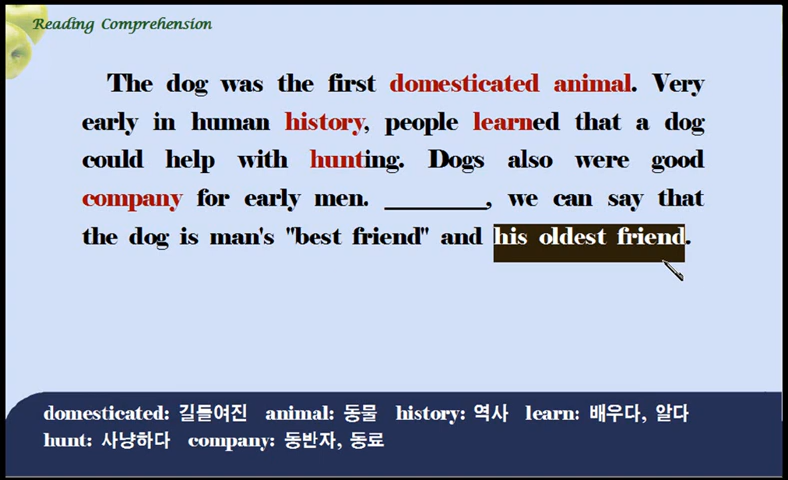 Reading Comprehension
The dog was the first domesticated animal. Very
early in human history, people learned that a dog
could help with hunting. Dogs also were good
company for early men. ________, we can say that
the dog is man's "best friend" and his oldest friend.
domesticated: 길들여진 animal: 동물 history: 역사 learn: 배우다, 알다
hunt: 사냥하다 company: 동반자, 동료